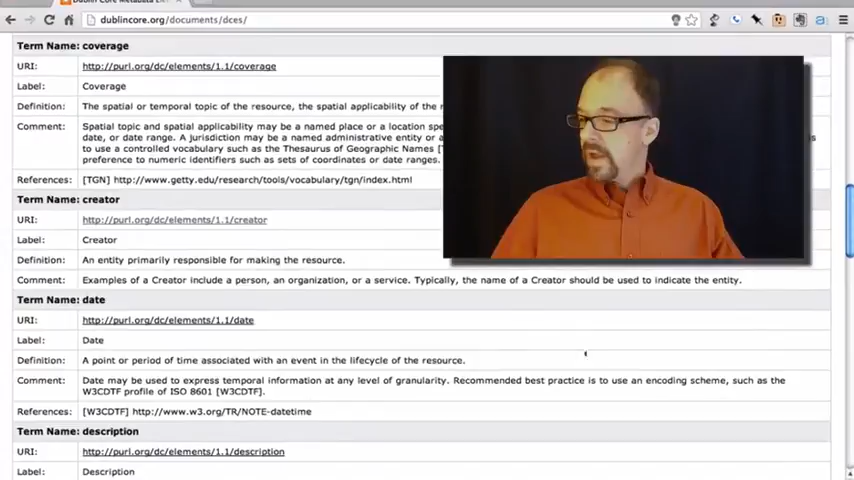 dublincore.org/documents/dces/
Term Name: coverage
URI: http://purl.org/dc/elements/1.1/coverage
Label: Coverage
Definition: The spatial or temporal topic of the resource, the spatial applicability of the r
Comment: Spatial topic and spatial applicability may be a named place or a location spe
date, or date range. A jurisdiction may be a named administrative entity or a
to use a controlled vocabulary such as the Thesaurus of Geographic Names [T
preference to numeric identifiers such as sets of coordinates or date ranges.
References: [TGN] http://www.getty.edu/research/tools/vocabulary/tgn/index.html
Term Name: creator
URI: http://purl.org/dc/elements/1.1/creator
Label: Creator
Definition: An entity primarily responsible for making the resource.
Comment: Examples of a Creator include a person, an organization, or a service. Typically, the name of a Creator should be used to indicate the entity.
Term Name: date
URI: http://purl.org/dc/elements/1.1/date
Label: Date
Definition: A point or period of time associated with an event in the lifecycle of the resource.
Comment: Date may be used to express temporal information at any level of granularity. Recommended best practice is to use an encoding scheme, such as the
W3CDTF profile of ISO 8601 [W3CDTF].
References: [W3CDTF] http://www.w3.org/TR/NOTE-datetime
Term Name: description
URI: http://purl.org/dc/elements/1.1/description
Label: Description